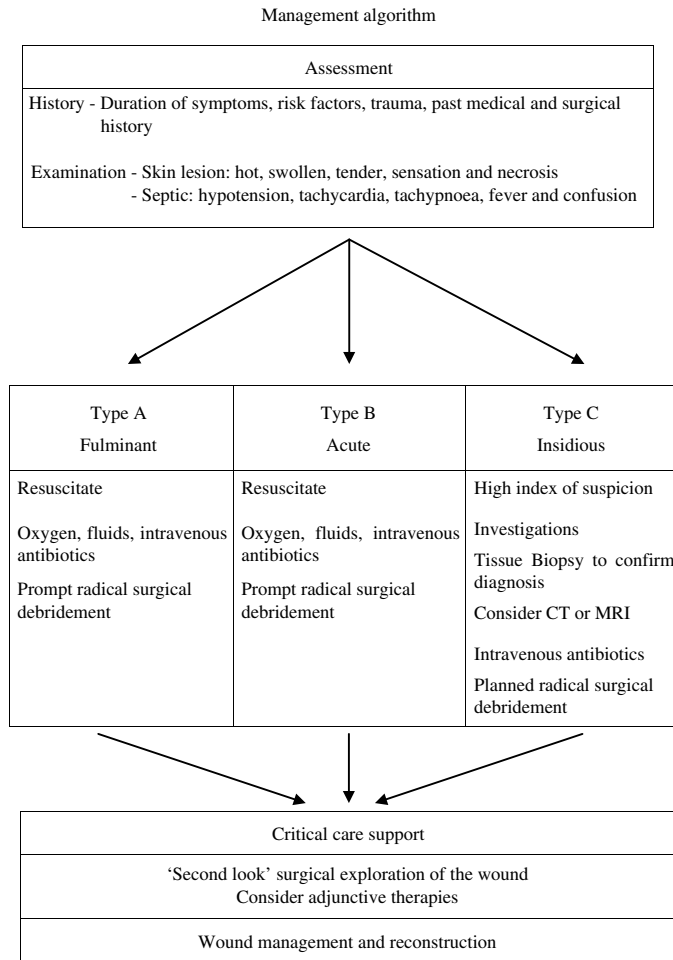 Management algorithm
Assessment
History - Duration of symptoms, risk factors, trauma, past medical and surgical
history
Examination - Skin lesion: hot, swollen, tender, sensation and necrosis
- Septic: hypotension, tachycardia, tachypnoea, fever and confusion
Type A
Fulminant
Resuscitate
Oxygen, fluids, intravenous
antibiotics
Prompt radical surgical
debridement
Type B
Acute
Resuscitate
Oxygen, fluids, intravenous
antibiotics
Prompt radical surgical
debridement
Type C
Insidious
High index of suspicion
Investigations
Tissue Biopsy to confirm
diagnosis
Consider CT or MRI
Intravenous antibiotics
Planned radical surgical
debridement
Critical care support
‘Second look’ surgical exploration of the wound
Consider adjunctive therapies
Wound management and reconstruction